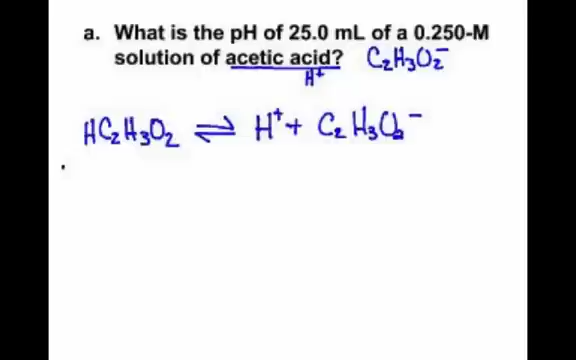 a. What is the pH of 25.0 mL of a 0.250-M
solution of acetic acid? C₂H₃O₂⁻
H⁺
HC₂H₃O₂ ⇌ H⁺ + C₂H₃O₂⁻